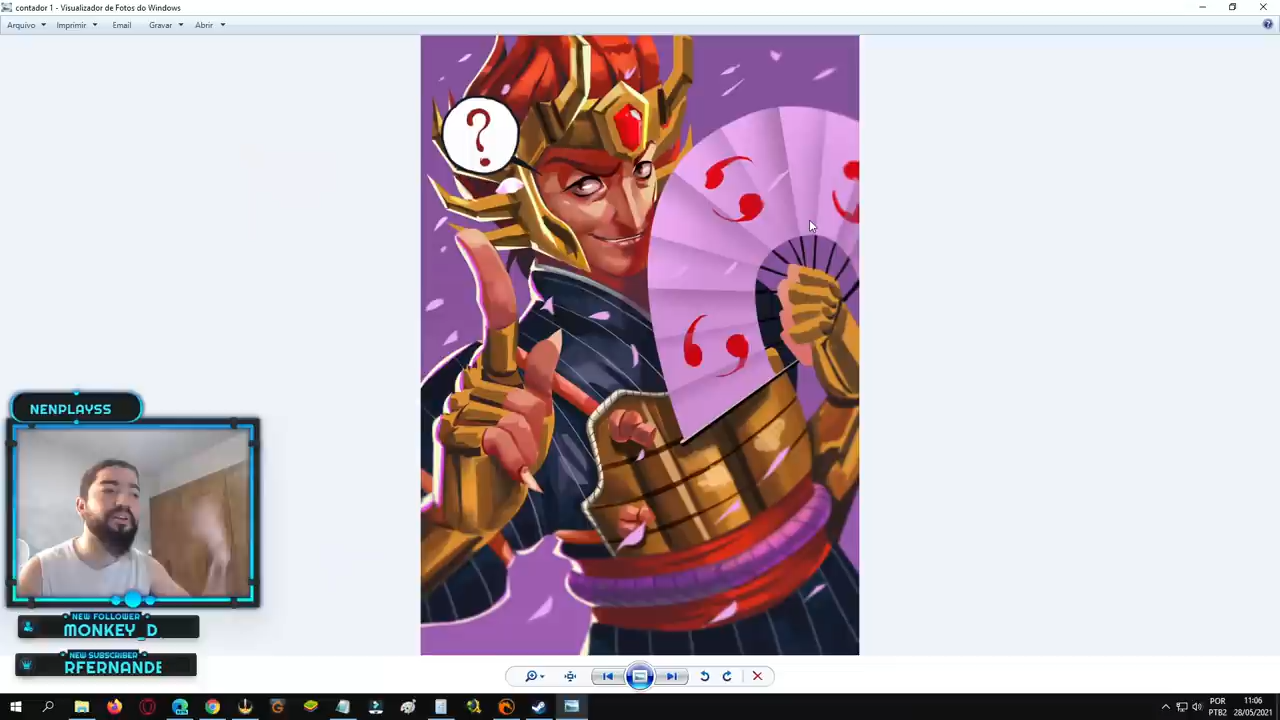 contador 1 - Visualizador de Fotos do Windows
Arquivo Imprimir Email Gravar Abrir
?
NENPLAYSS
NEW FOLLOWER
MONKEY_D
NEW SUBSCRIBER
RFERNANDE
POR 11:06
PTB2 28/05/2021